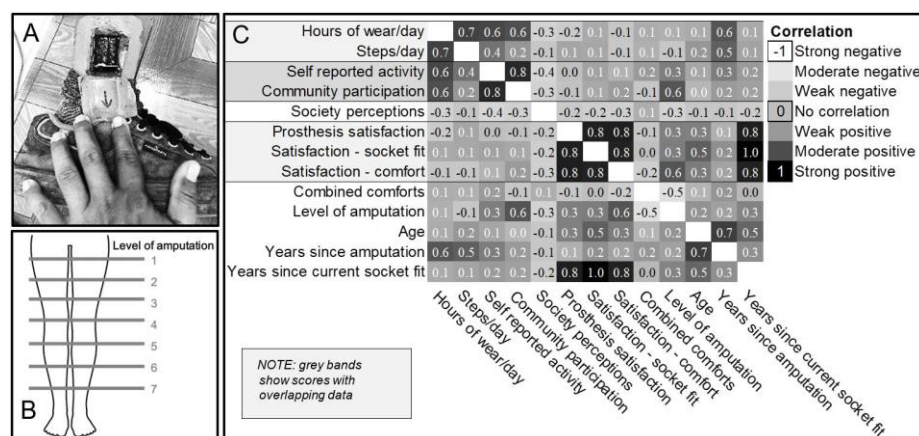 A
B
Level of amputation
1
2
3
4
5
6
7
C
Hours of wear/day 0.7 0.6 0.6 -0.3 -0.2 0.1 -0.1 0.1 0.1 0.1 0.6 0.1
Steps/day 0.7 0.4 0.2 -0.1 0.1 0.1 -0.1 0.1 -0.1 0.2 0.5 0.1
Self reported activity 0.6 0.4 0.8 -0.4 0.0 0.1 0.1 0.2 0.3 0.1 0.3 0.2
Community participation 0.6 0.2 0.8 -0.3 -0.1 0.1 0.2 -0.1 0.6 0.0 0.2 0.2
Society perceptions -0.3 -0.1 -0.4 -0.3 -0.2 -0.2 -0.3 0.1 -0.3 -0.1 -0.1 -0.2
Prosthesis satisfaction -0.2 0.1 0.0 -0.1 -0.2 0.8 0.8 -0.1 0.3 0.3 0.1 0.8
Satisfaction - socket fit 0.1 0.1 0.1 0.1 -0.2 0.8 0.8 0.0 0.3 0.5 0.2 1.0
Satisfaction - comfort -0.1 -0.1 0.1 0.2 -0.3 0.8 0.8 -0.2 0.6 0.3 0.2 0.8
Combined comforts 0.1 0.1 0.2 -0.1 0.1 -0.1 0.0 -0.2 -0.5 0.1 0.2 0.0
Level of amputation 0.1 -0.1 0.3 0.6 -0.3 0.3 0.3 0.6 -0.5 0.2 0.2 0.3
Age 0.1 0.2 0.1 0.0 -0.1 0.3 0.5 0.3 0.1 0.2 0.7 0.5
Years since amputation 0.6 0.5 0.3 0.2 -0.1 0.1 0.2 0.2 0.2 0.2 0.7 0.3
Years since current socket fit 0.1 0.1 0.2 0.2 -0.2 0.8 1.0 0.8 0.0 0.3 0.5 0.3
Hours of wear/day
Steps/day
Self reported activity
Community participation
Society perceptions
Prosthesis satisfaction
Satisfaction - socket fit
Satisfaction - comfort
Combined comforts
Level of amputation
Age
Years since amputation
Years since current socket fit
NOTE: grey bands
show scores with
overlapping data
Correlation
-1 Strong negative
Moderate negative
Weak negative
0 No correlation
Weak positive
Moderate positive
1 Strong positive